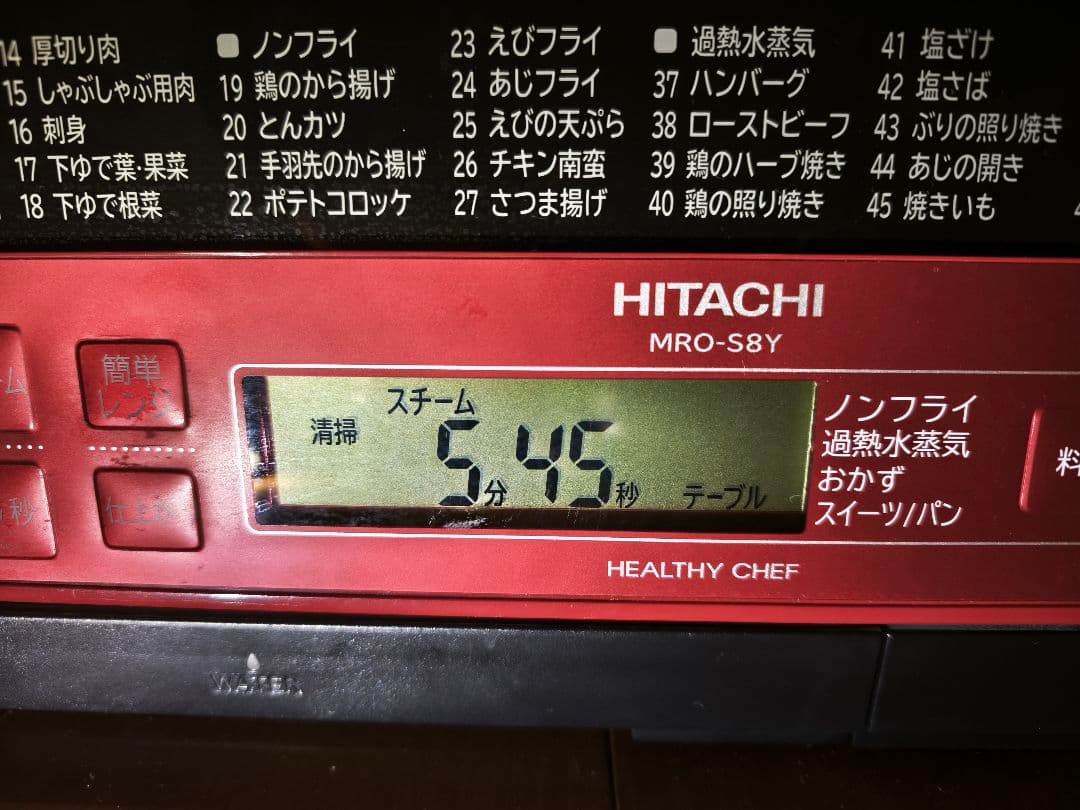 14 厚切り肉
15 しゃぶしゃぶ用肉
16 刺身
17 下ゆで葉・果菜
18 下ゆで根菜
ノンフライ
19 鶏のから揚げ
20 とんカツ
21 手羽先のから揚げ
22 ポテトコロッケ
23 えびフライ
24 あじフライ
25 えびの天ぷら
26 チキン南蛮
27 さつま揚げ
過熱水蒸気
37 ハンバーグ
38 ローストビーフ
39 鶏のハーブ焼き
40 鶏の照り焼き
41 塩ざけ
42 塩さば
43 ぶりの照り焼き
44 あじの開き
45 焼きいも
HITACHI
MRO-S8Y
ーム
簡単
レンジ
秒
仕上
スチーム
清掃
5分45秒
テーブル
ノンフライ
過熱水蒸気
おかず
スイーツ/パン
料
HEALTHY CHEF
WATER